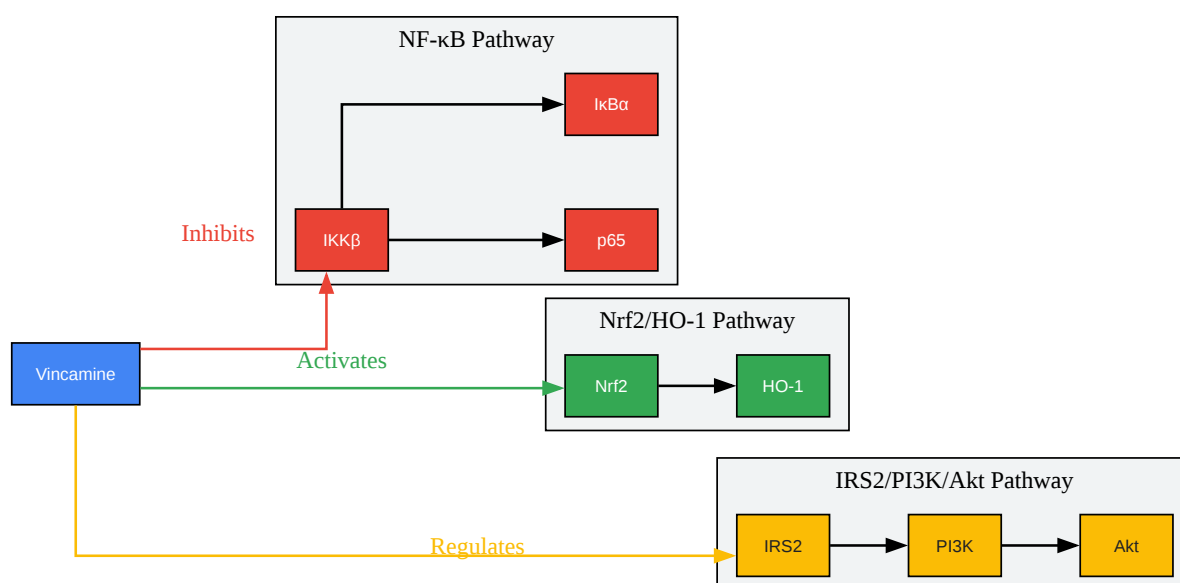 NF-κB Pathway
IκBα
Inhibits
IKKβ
p65
Nrf2/HO-1 Pathway
Activates
Vincamine
Nrf2
HO-1
IRS2/PI3K/Akt Pathway
Regulates
IRS2
PI3K
Akt